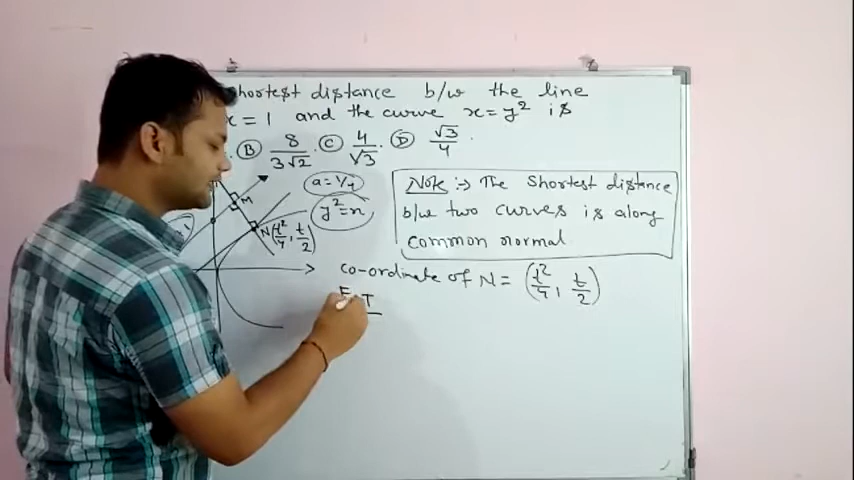 shortest distance b/w the line
x = 1 and the curve x = y² is
(B) 8/3√2 . (C) 4/√3 . (D) √3/4 .
a = 1/4
y² = x
M
N(t²/4, t/2)
Note :-> The shortest distance
b/w two curves is along
common normal
co-ordinate of N = (t²/4, t/2)